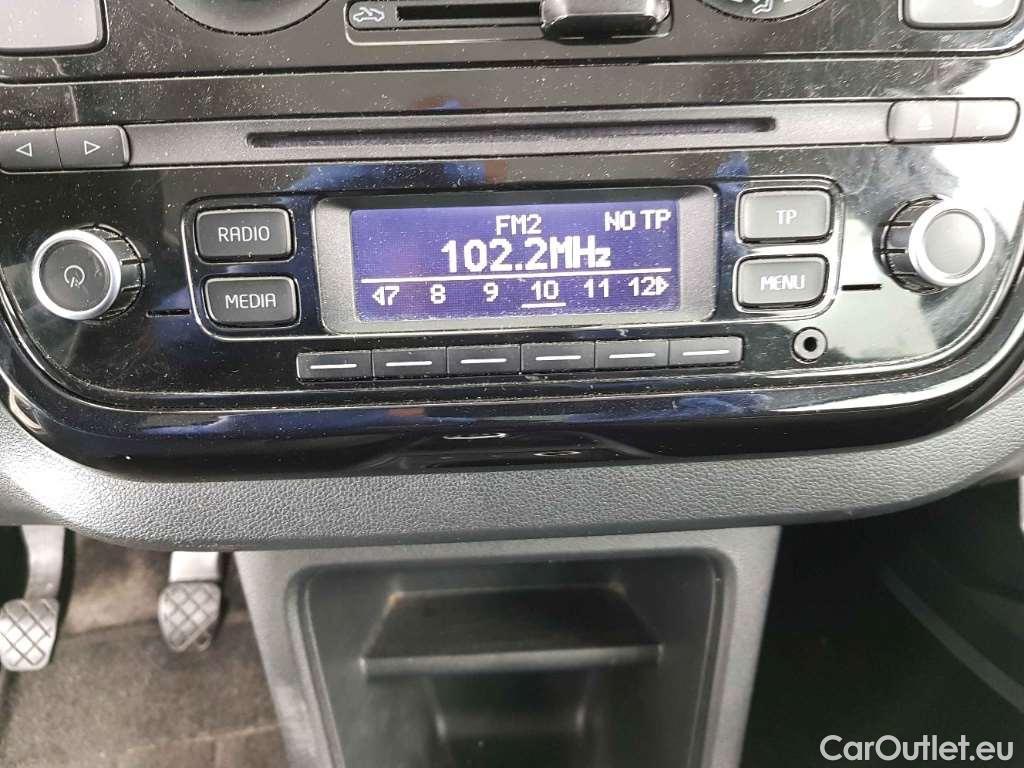 RADIO
MEDIA
FM2 NO TP
102.2MHz
◁7 8 9 10 11 12▷
TP
MENU
CarOutlet.eu